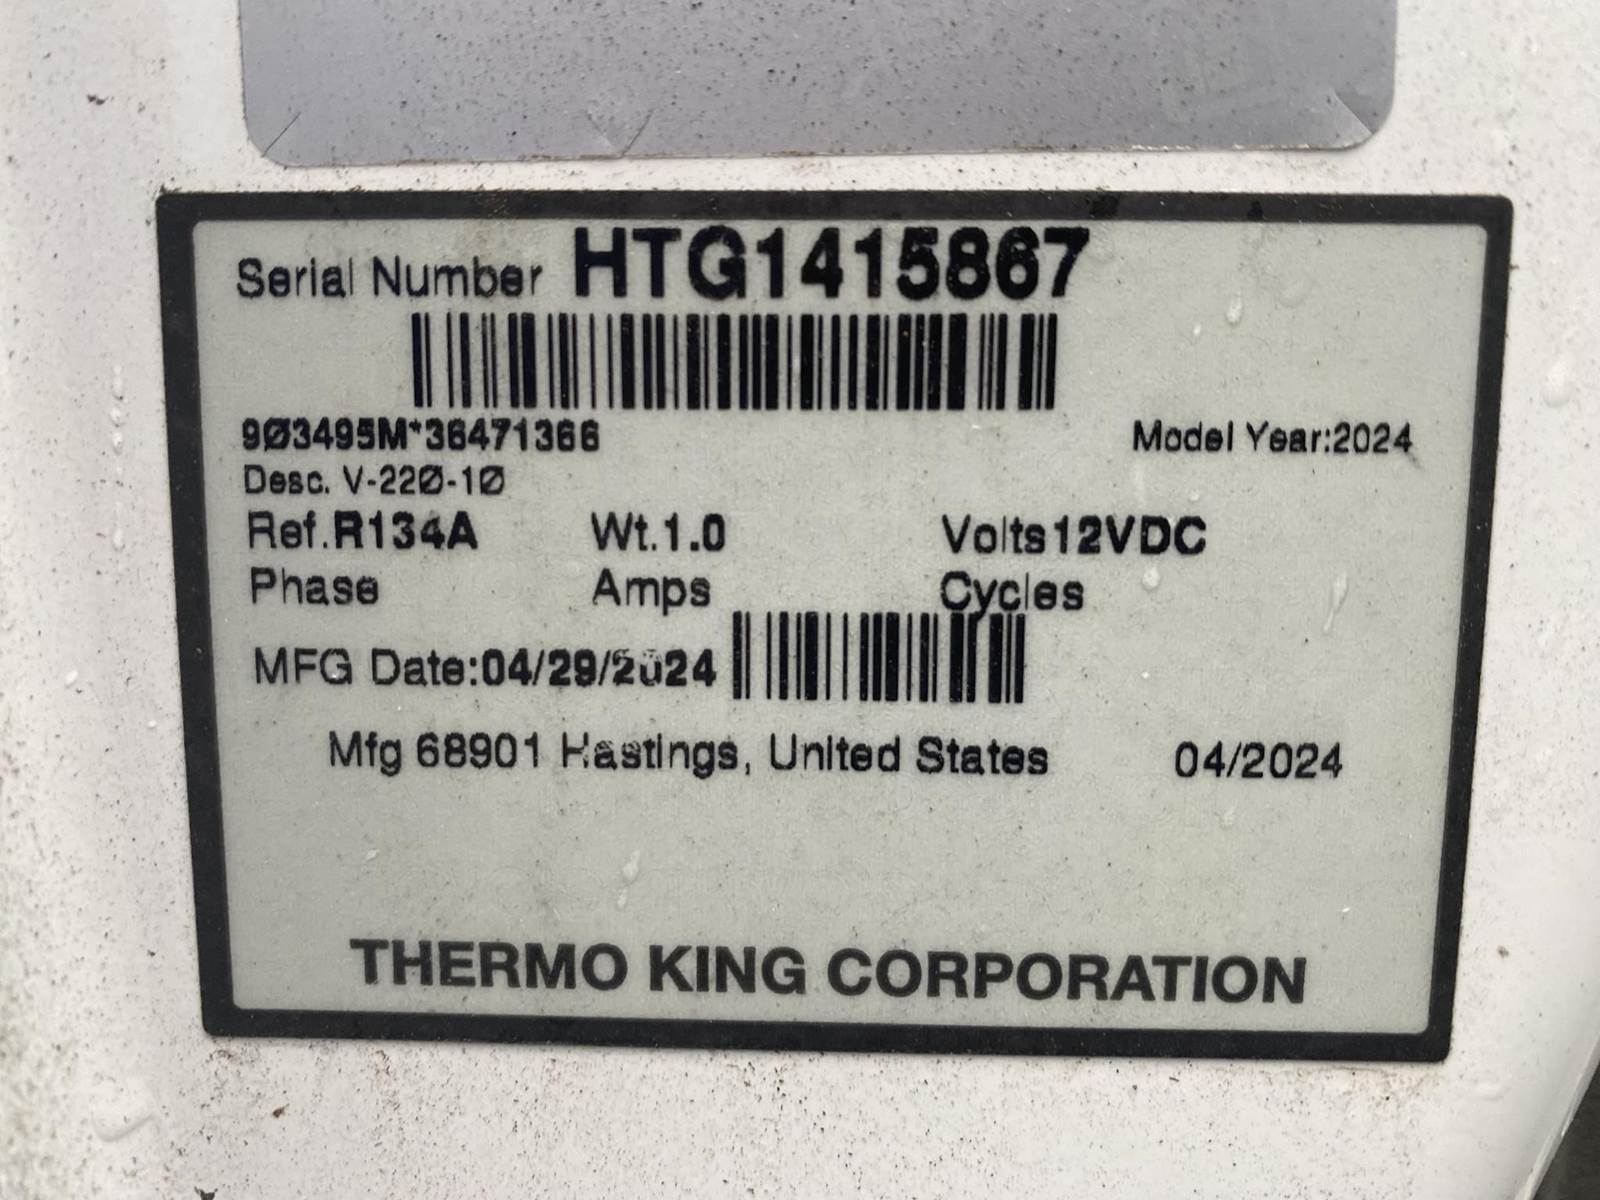 Serial Number HTG1415867
9Ø3495M*36471366 Model Year:2024
Desc. V-22Ø-1Ø
Ref.R134A Wt.1.0 Volts12VDC
Phase Amps Cycles
MFG Date:04/29/2024
Mfg 68901 Hastings, United States 04/2024
THERMO KING CORPORATION